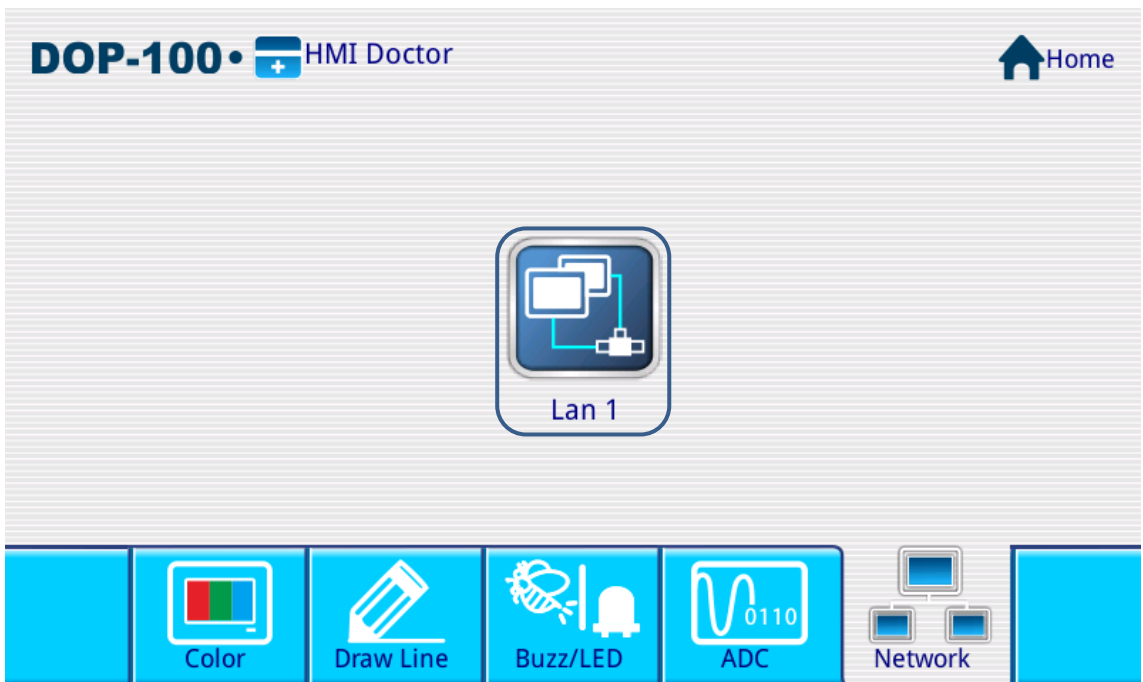 DOP-100 • HMI Doctor
Home
Lan 1
Color
Draw Line
Buzz/LED
0110
ADC
Network